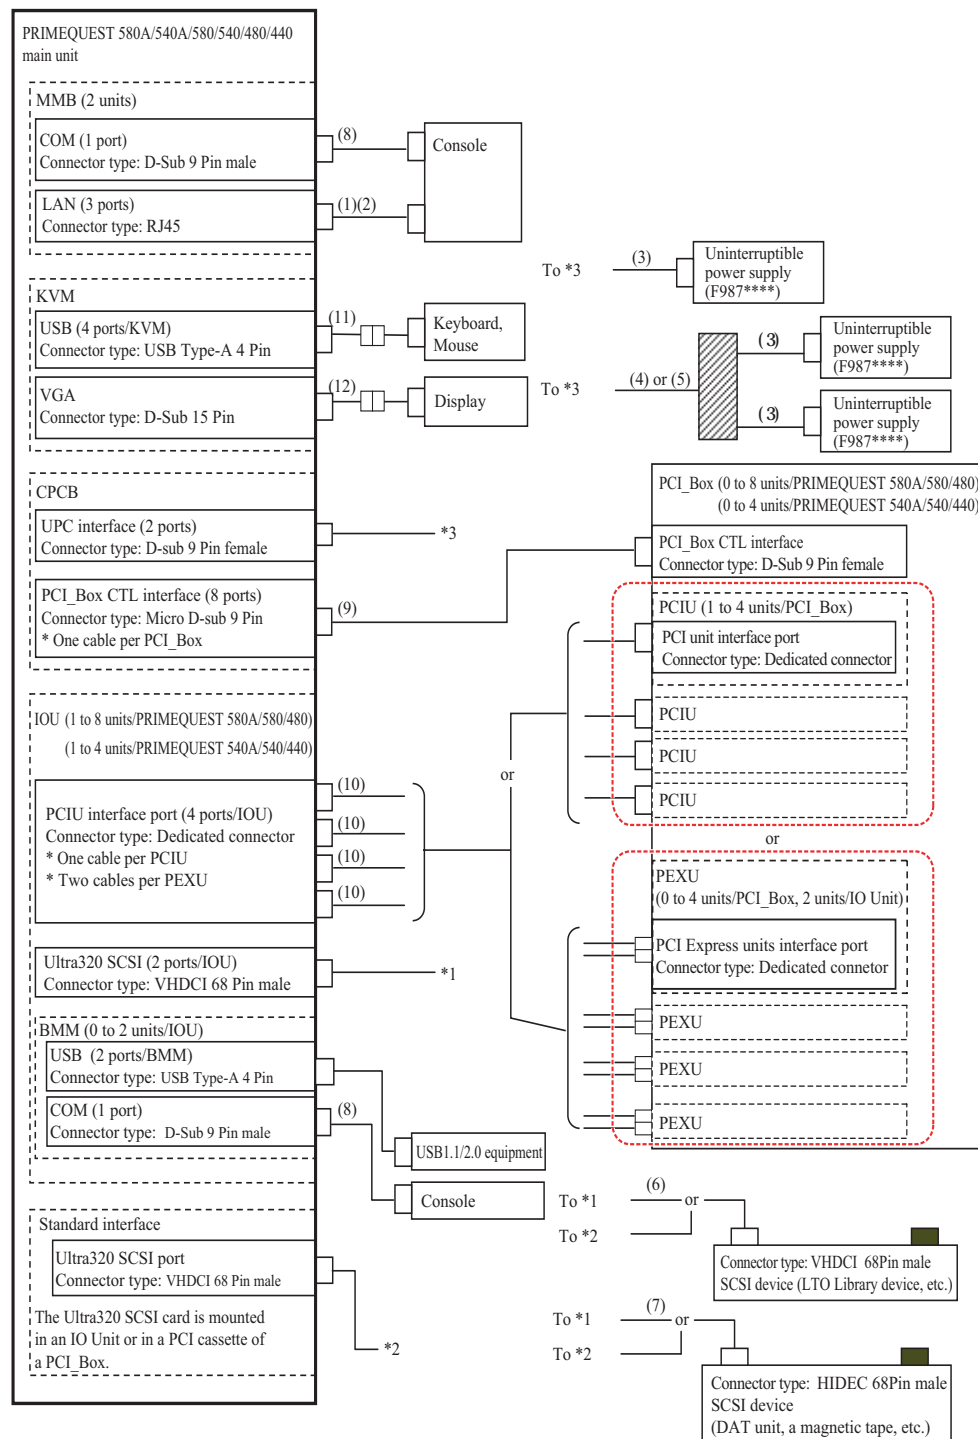 PRIMEQUEST 580A/540A/580/540/480/440
main unit
MMB (2 units)
COM (1 port)
Connector type: D-Sub 9 Pin male
(8)
Console
LAN (3 ports)
Connector type: RJ45
(1)(2)
To *3
(3)
Uninterruptible
power supply
(F987****)
KVM
USB (4 ports/KVM)
Connector type: USB Type-A 4 Pin
(11)
Keyboard,
Mouse
VGA
Connector type: D-Sub 15 Pin
(12)
Display
To *3
(4) or (5)
(3)
Uninterruptible
power supply
(F987****)
(3)
Uninterruptible
power supply
(F987****)
CPCB
UPC interface (2 ports)
Connector type: D-sub 9 Pin female
*3
PCI_Box CTL interface (8 ports)
Connector type: Micro D-sub 9 Pin
* One cable per PCI_Box
(9)
PCI_Box (0 to 8 units/PRIMEQUEST 580A/580/480)
(0 to 4 units/PRIMEQUEST 540A/540/440)
PCI_Box CTL interface
Connector type: D-Sub 9 Pin female
PCIU (1 to 4 units/PCI_Box)
PCI unit interface port
Connector type: Dedicated connector
PCIU
PCIU
PCIU
or
or
IOU (1 to 8 units/PRIMEQUEST 580A/580/480)
(1 to 4 units/PRIMEQUEST 540A/540/440)
PCIU interface port (4 ports/IOU)
Connector type: Dedicated connector
* One cable per PCIU
* Two cables per PEXU
(10)
(10)
(10)
(10)
PEXU
(0 to 4 units/PCI_Box, 2 units/IO Unit)
PCI Express units interface port
Connector type: Dedicated connetor
PEXU
PEXU
PEXU
Ultra320 SCSI (2 ports/IOU)
Connector type: VHDCI 68 Pin male
*1
BMM (0 to 2 units/IOU)
USB (2 ports/BMM)
Connector type: USB Type-A 4 Pin
COM (1 port)
Connector type: D-Sub 9 Pin male
(8)
USB1.1/2.0 equipment
Console
Standard interface
Ultra320 SCSI port
Connector type: VHDCI 68 Pin male
The Ultra320 SCSI card is mounted
in an IO Unit or in a PCI cassette of
a PCI_Box.
*2
To *1
(6)
or
To *2
Connector type: VHDCI 68Pin male
SCSI device (LTO Library device, etc.)
To *1
(7)
or
To *2
Connector type: HIDEC 68Pin male
SCSI device
(DAT unit, a magnetic tape, etc.)